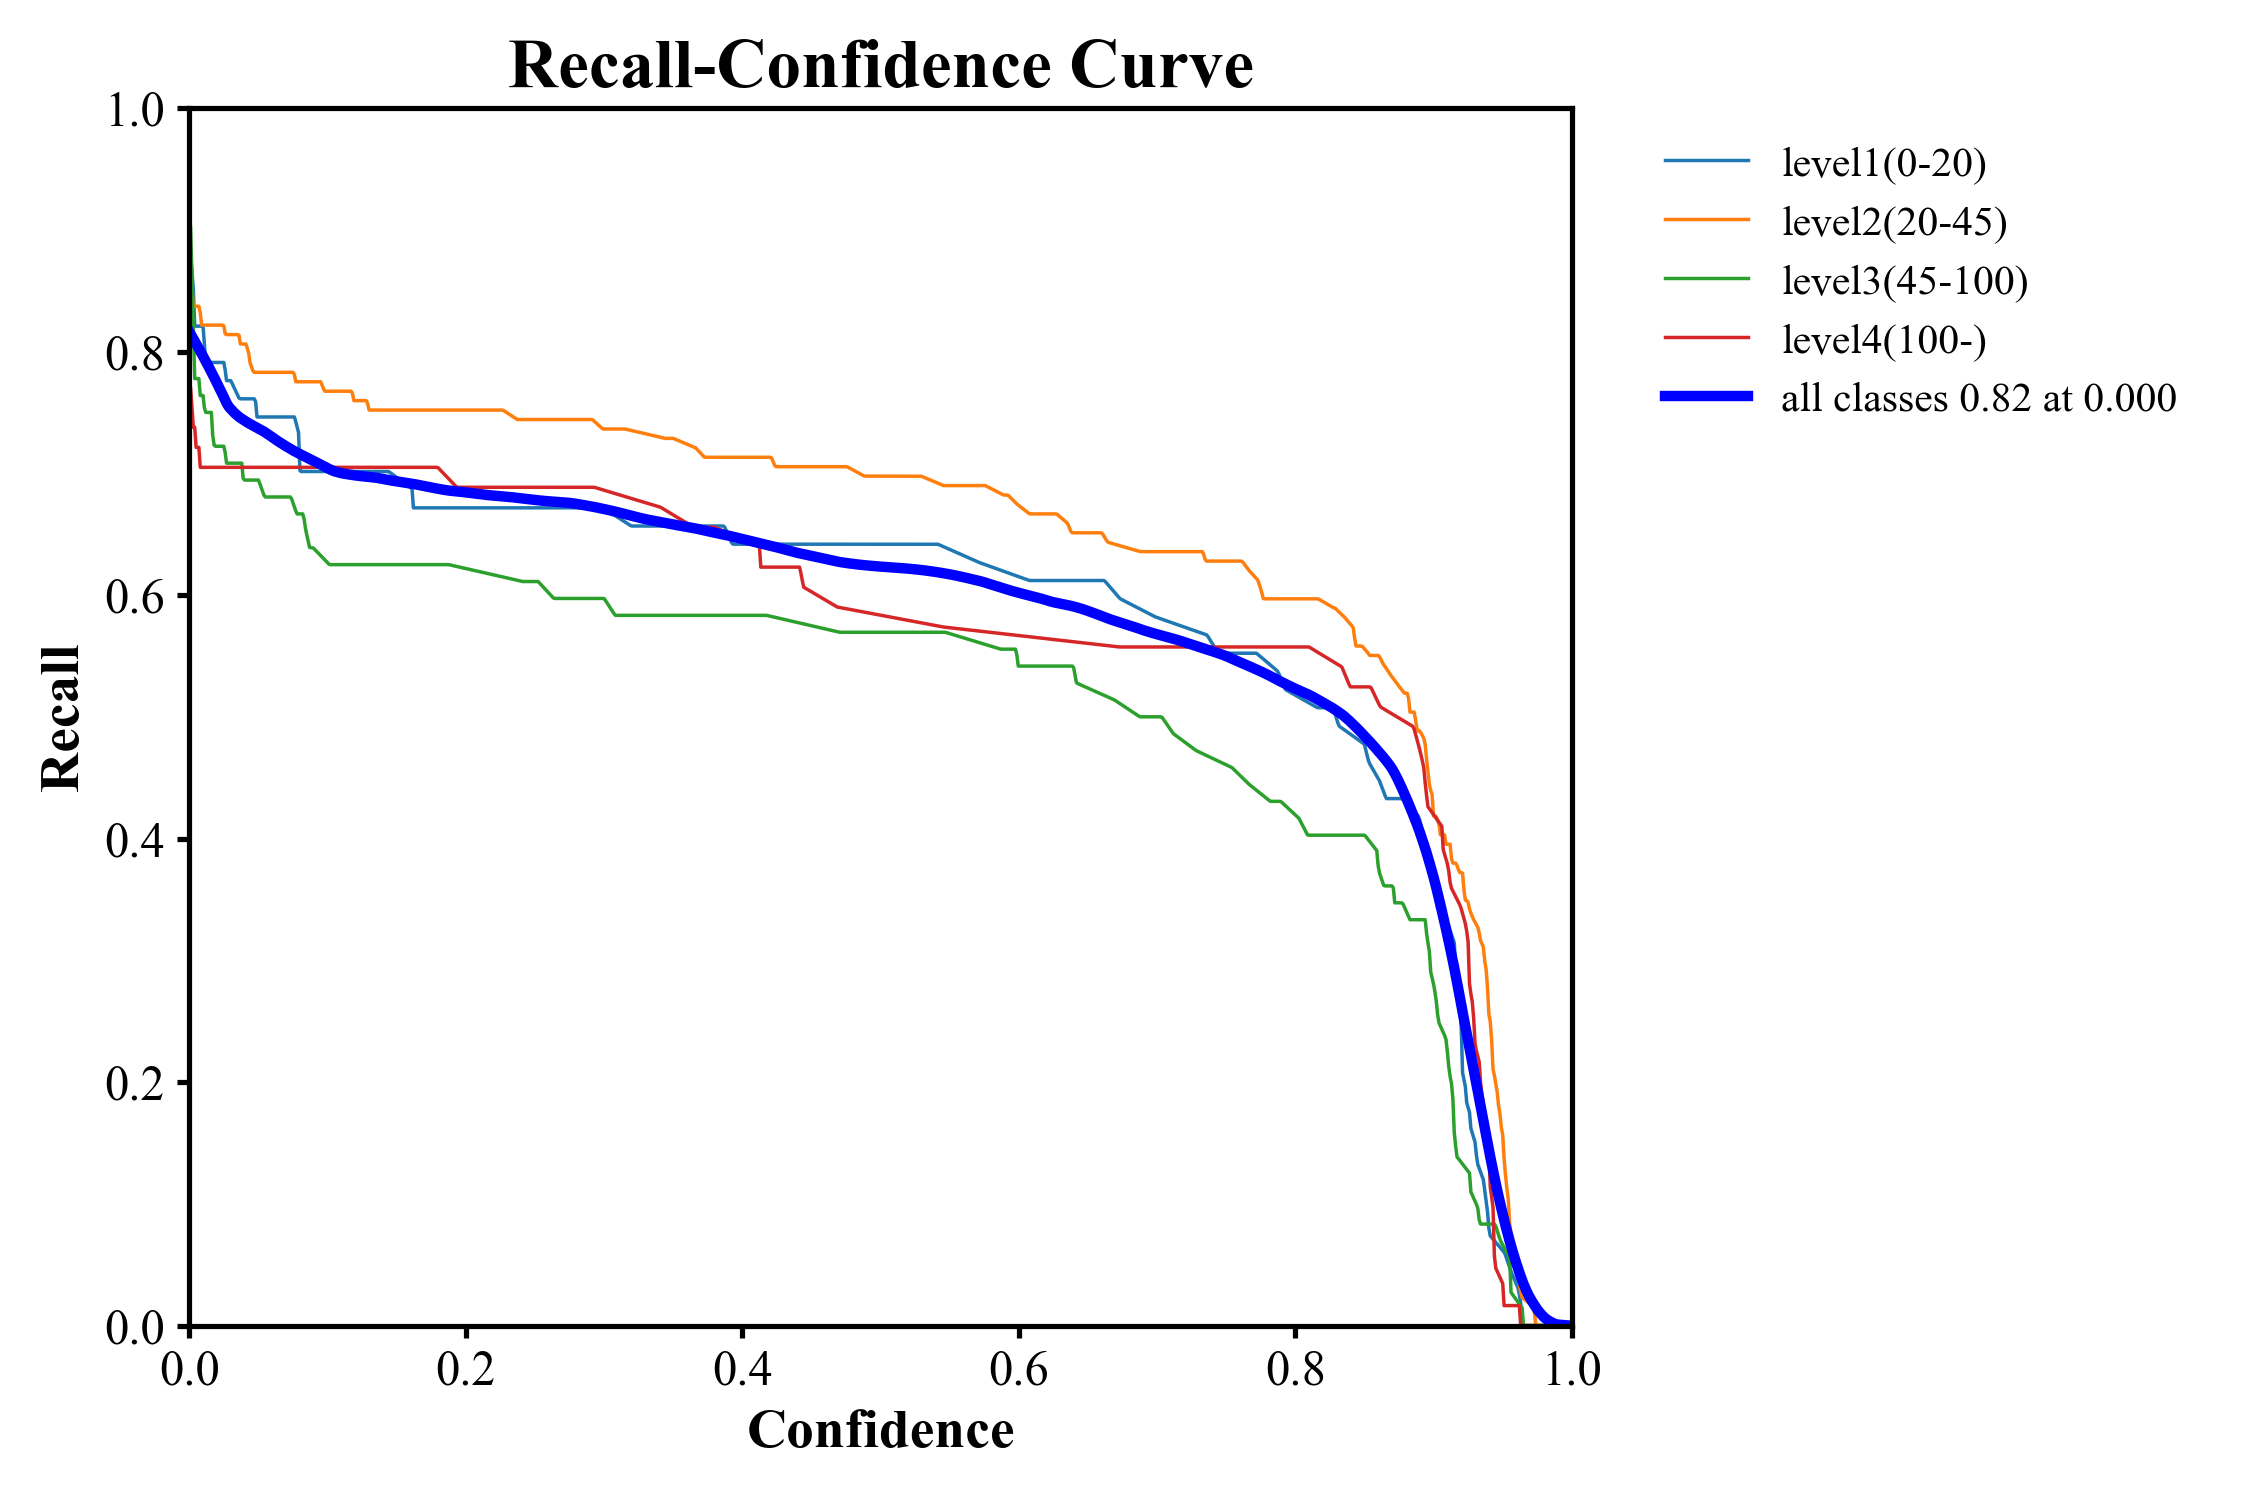 Recall-Confidence Curve
1.0
0.8
0.6
0.4
0.2
0.0
Recall
0.0 0.2 0.4 0.6 0.8 1.0
Confidence
level1(0-20)
level2(20-45)
level3(45-100)
level4(100-)
all classes 0.82 at 0.000